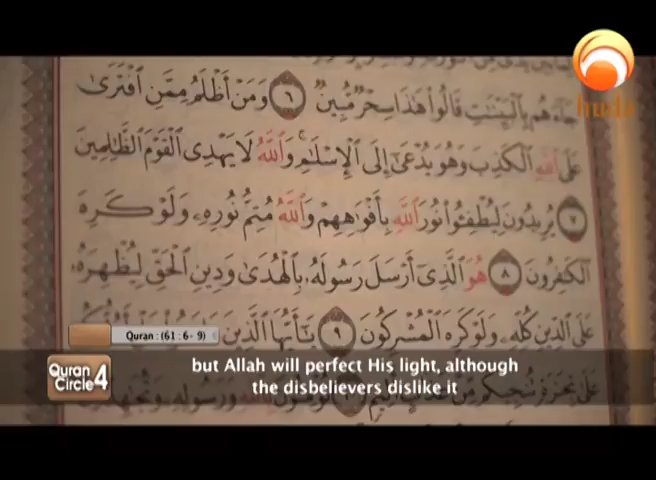 جَآءَهُم بِٱلْبَيِّنَٰتِ قَالُوا۟ هَٰذَا سِحْرٌ مُّبِينٌ ٦ وَمَنْ أَظْلَمُ مِمَّنِ ٱفْتَرَىٰ
عَلَى ٱللَّهِ ٱلْكَذِبَ وَهُوَ يُدْعَىٰٓ إِلَى ٱلْإِسْلَٰمِ ۚ وَٱللَّهُ لَا يَهْدِى ٱلْقَوْمَ ٱلظَّٰلِمِينَ
٧ يُرِيدُونَ لِيُطْفِـُٔوا۟ نُورَ ٱللَّهِ بِأَفْوَٰهِهِمْ وَٱللَّهُ مُتِمُّ نُورِهِۦ وَلَوْ كَرِهَ
ٱلْكَٰفِرُونَ ٨ هُوَ ٱلَّذِىٓ أَرْسَلَ رَسُولَهُۥ بِٱلْهُدَىٰ وَدِينِ ٱلْحَقِّ لِيُظْهِرَهُۥ
عَلَى ٱلدِّينِ كُلِّهِۦ وَلَوْ كَرِهَ ٱلْمُشْرِكُونَ ٩ يَٰٓأَيُّهَا ٱلَّذِينَ
huda
Quran : (61 : 6- 9)
Quran Circle 4
but Allah will perfect His light, although
the disbelievers dislike it